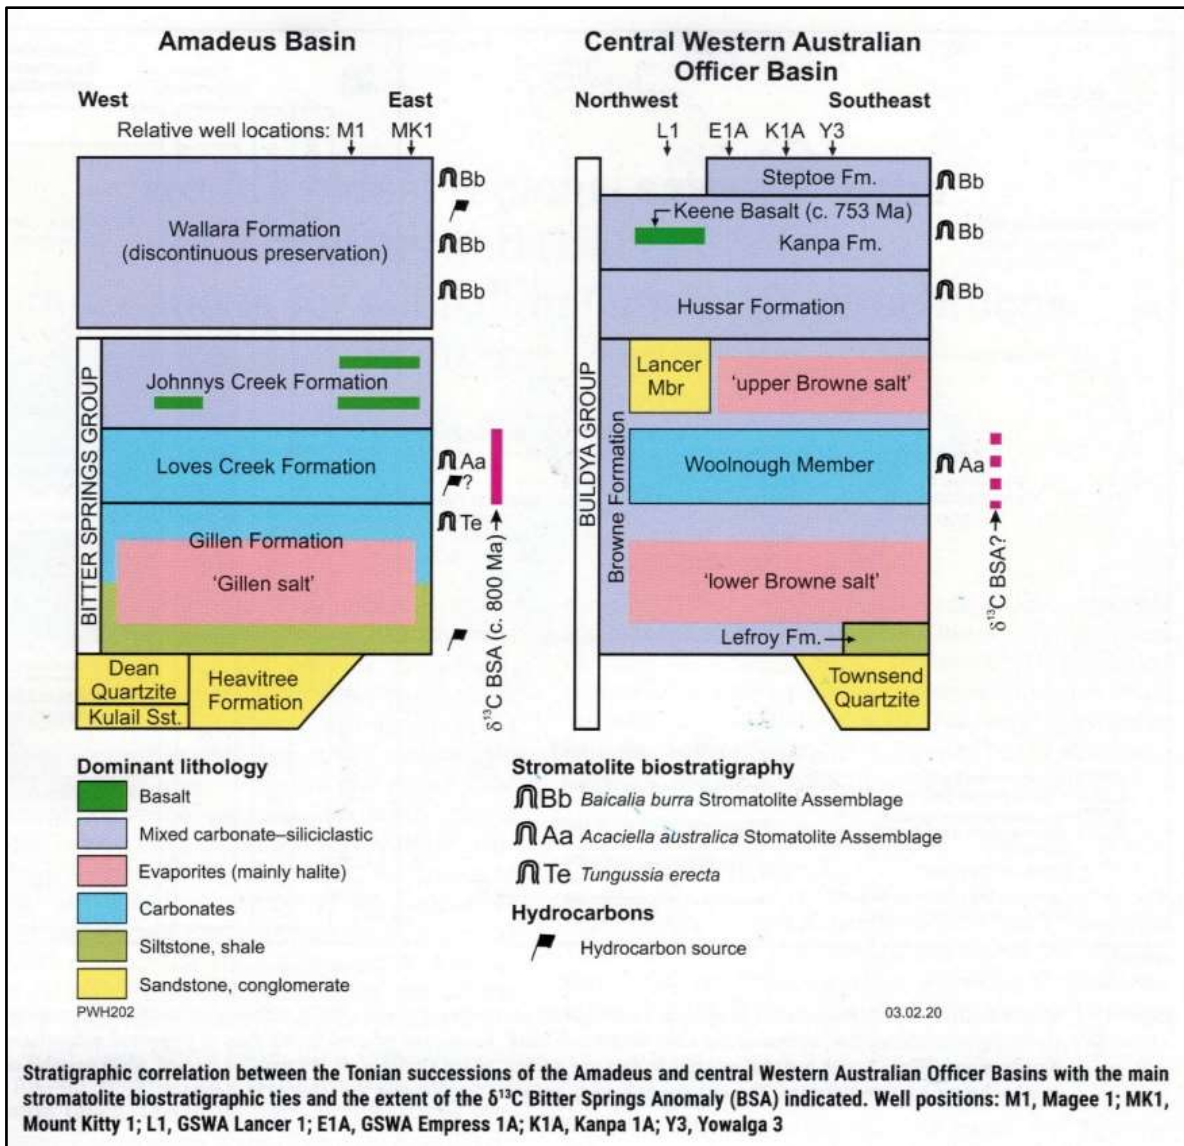 Amadeus Basin
West
East
Relative well locations: M1
MK1
Wallara Formation
(discontinuous preservation)
Bb
Bb
Bb
BITTER SPRINGS GROUP
Johnnys Creek Formation
Loves Creek Formation
Aa
?
Gillen Formation
Te
'Gillen salt'
δ¹³C BSA (c. 800 Ma)
Dean
Quartzite
Kulail Sst.
Heavitree
Formation
Central Western Australian
Officer Basin
Northwest
Southeast
L1
E1A
K1A
Y3
BULDYA GROUP
Steptoe Fm.
Bb
Keene Basalt (c. 753 Ma)
Kanpa Fm.
Bb
Hussar Formation
Bb
Browne Formation
Lancer
Mbr
'upper Browne salt'
Woolnough Member
Aa
'lower Browne salt'
δ¹³C BSA?
Lefroy Fm.
Townsend
Quartzite
Dominant lithology
Basalt
Mixed carbonate–siliciclastic
Evaporites (mainly halite)
Carbonates
Siltstone, shale
Sandstone, conglomerate
PWH202
Stromatolite biostratigraphy
Bb Baicalia burra Stromatolite Assemblage
Aa Acaciella australica Stomatolite Assemblage
Te Tungussia erecta
Hydrocarbons
Hydrocarbon source
03.02.20
Stratigraphic correlation between the Tonian successions of the Amadeus and central Western Australian Officer Basins with the main
stromatolite biostratigraphic ties and the extent of the δ¹³C Bitter Springs Anomaly (BSA) indicated. Well positions: M1, Magee 1; MK1,
Mount Kitty 1; L1, GSWA Lancer 1; E1A, GSWA Empress 1A; K1A, Kanpa 1A; Y3, Yowalga 3